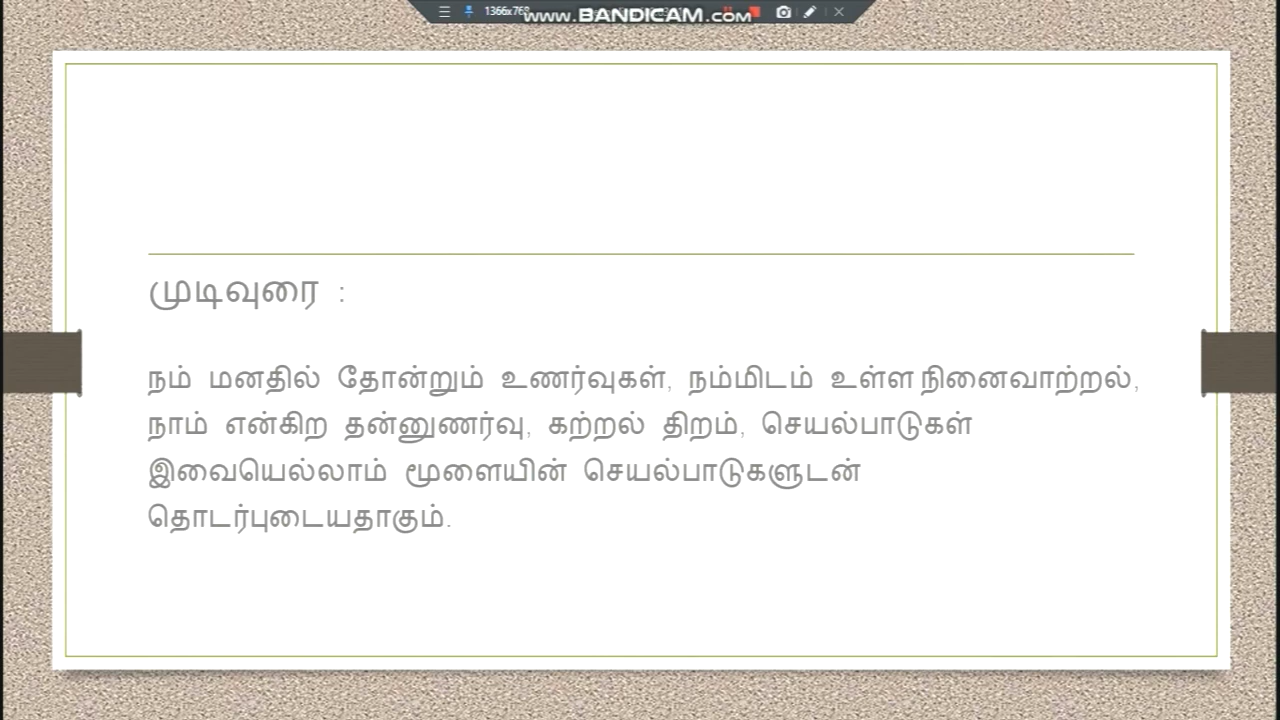 1366x768
www.BANDICAM.com
முடிவுரை :
நம் மனதில் தோன்றும் உணர்வுகள், நம்மிடம் உள்ள நினைவாற்றல்,
நாம் என்கிற தன்னுணர்வு, கற்றல் திறம், செயல்பாடுகள்
இவையெல்லாம் மூளையின் செயல்பாடுகளுடன்
தொடர்புடையதாகும்.